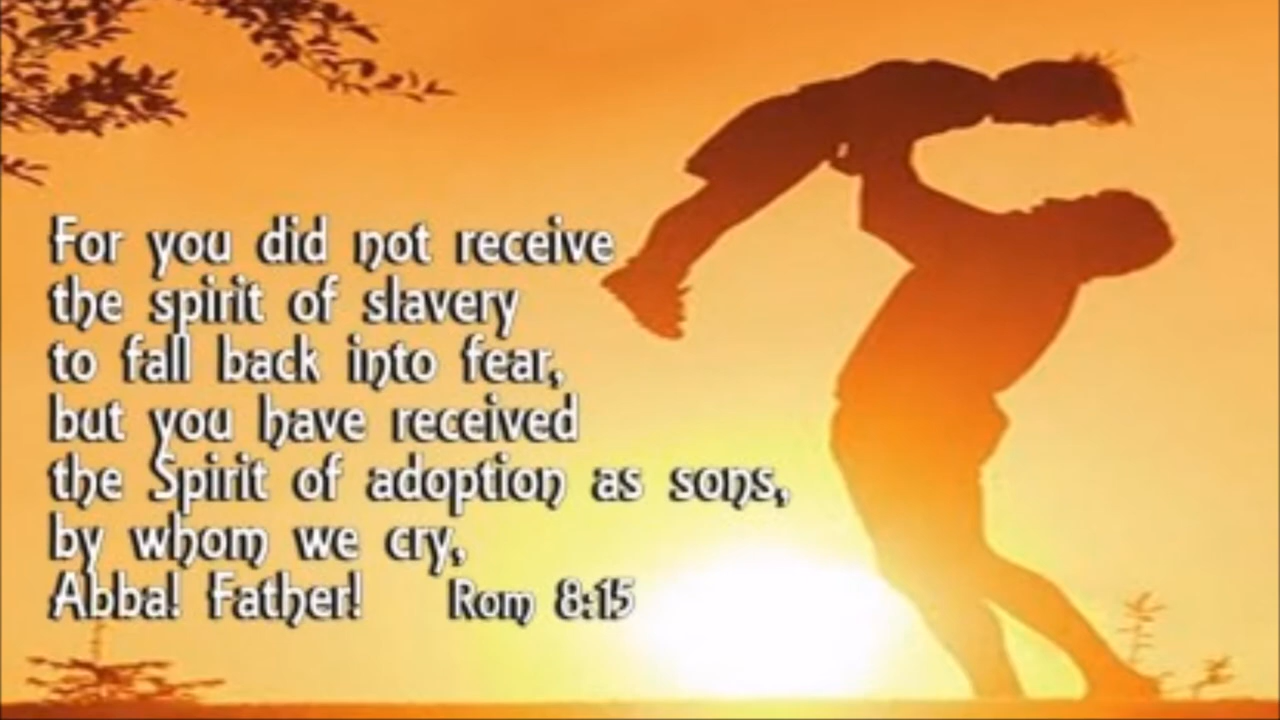 For you did not receive
the spirit of slavery
to fall back into fear,
but you have received
the Spirit of adoption as sons,
by whom we cry,
Abba! Father! Rom 8:15